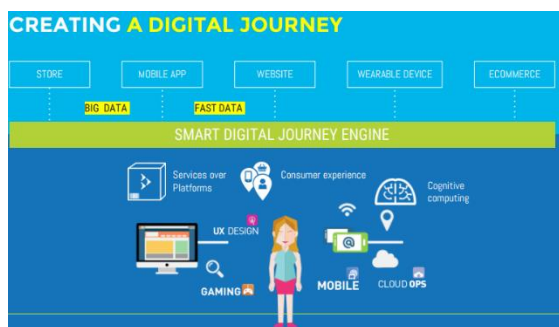 CREATING A DIGITAL JOURNEY
STORE
MOBILE APP
WEBSITE
WEARABLE DEVICE
ECOMMERCE
BIG DATA
FAST DATA
SMART DIGITAL JOURNEY ENGINE
Services over
Platforms
Consumer experience
Cognitive
computing
UX DESIGN
@
GAMING
MOBILE
CLOUD OPS